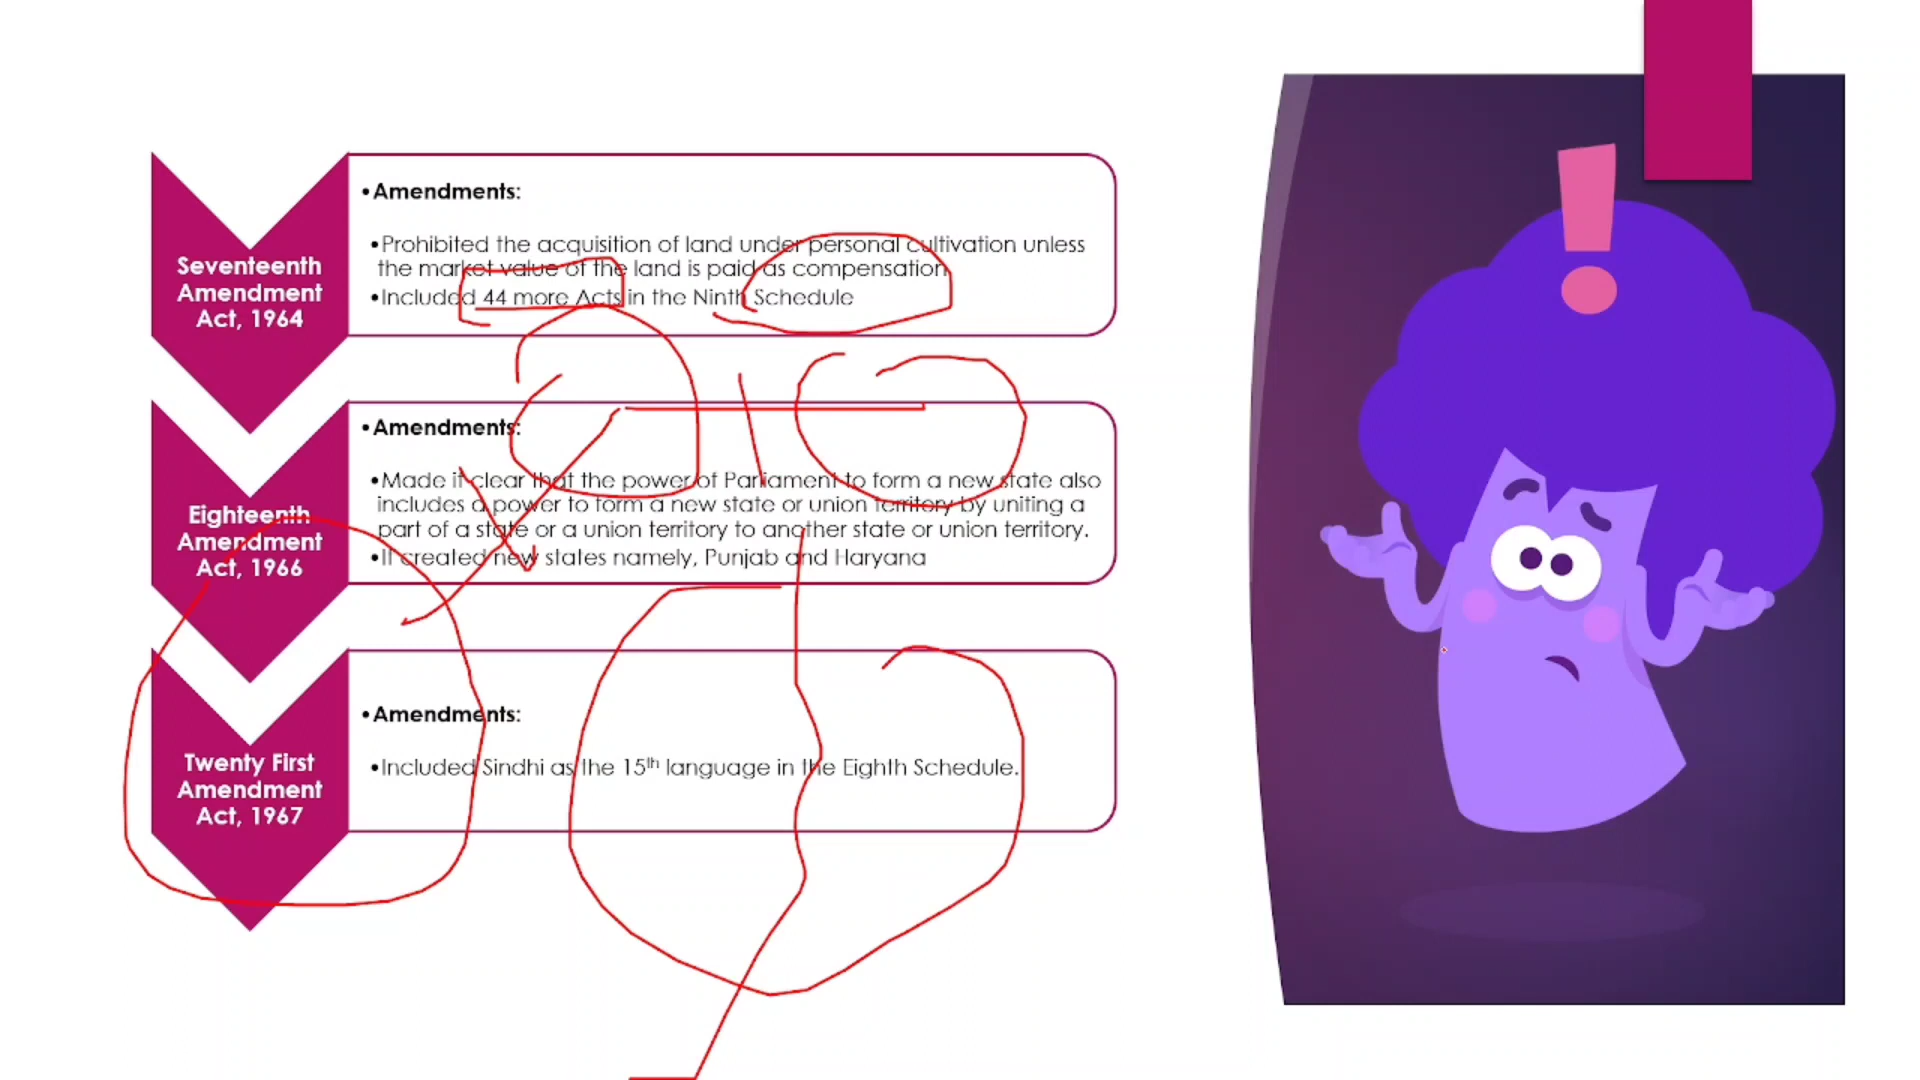 Seventeenth
Amendment
Act, 1964
•Amendments:
•Prohibited the acquisition of land under personal cultivation unless
the market value of the land is paid as compensation
•Included 44 more Acts in the Ninth Schedule
Eighteenth
Amendment
Act, 1966
•Amendments:
•Made it clear that the power of Parliament to form a new state also
includes a power to form a new state or union territory by uniting a
part of a state or a union territory to another state or union territory.
•It created new states namely, Punjab and Haryana
Twenty First
Amendment
Act, 1967
•Amendments:
•Included Sindhi as the 15th language in the Eighth Schedule.